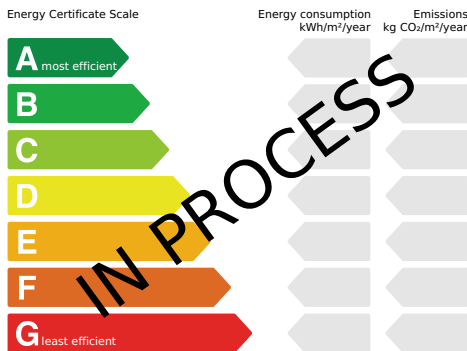 Energy Certificate Scale
Energy consumption
kWh/m²/year
Emissions
kg CO₂/m²/year
A most efficient
B
C
D
E
F
G least efficient
IN PROCESS